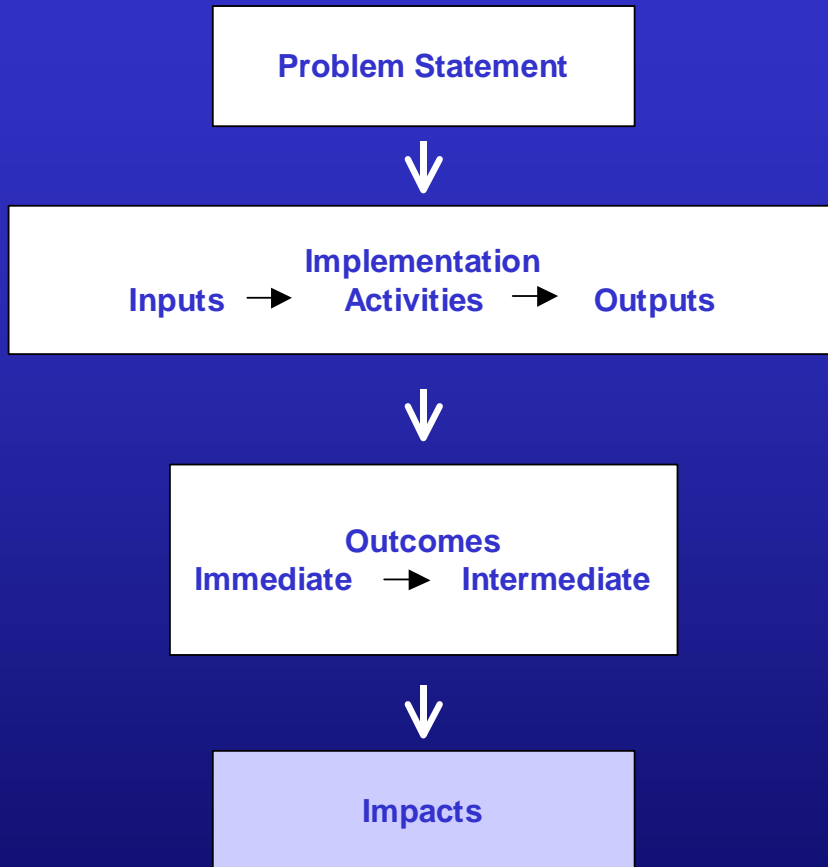 Problem Statement
Implementation
Inputs Activities Outputs
Outcomes
Immediate Intermediate
Impacts